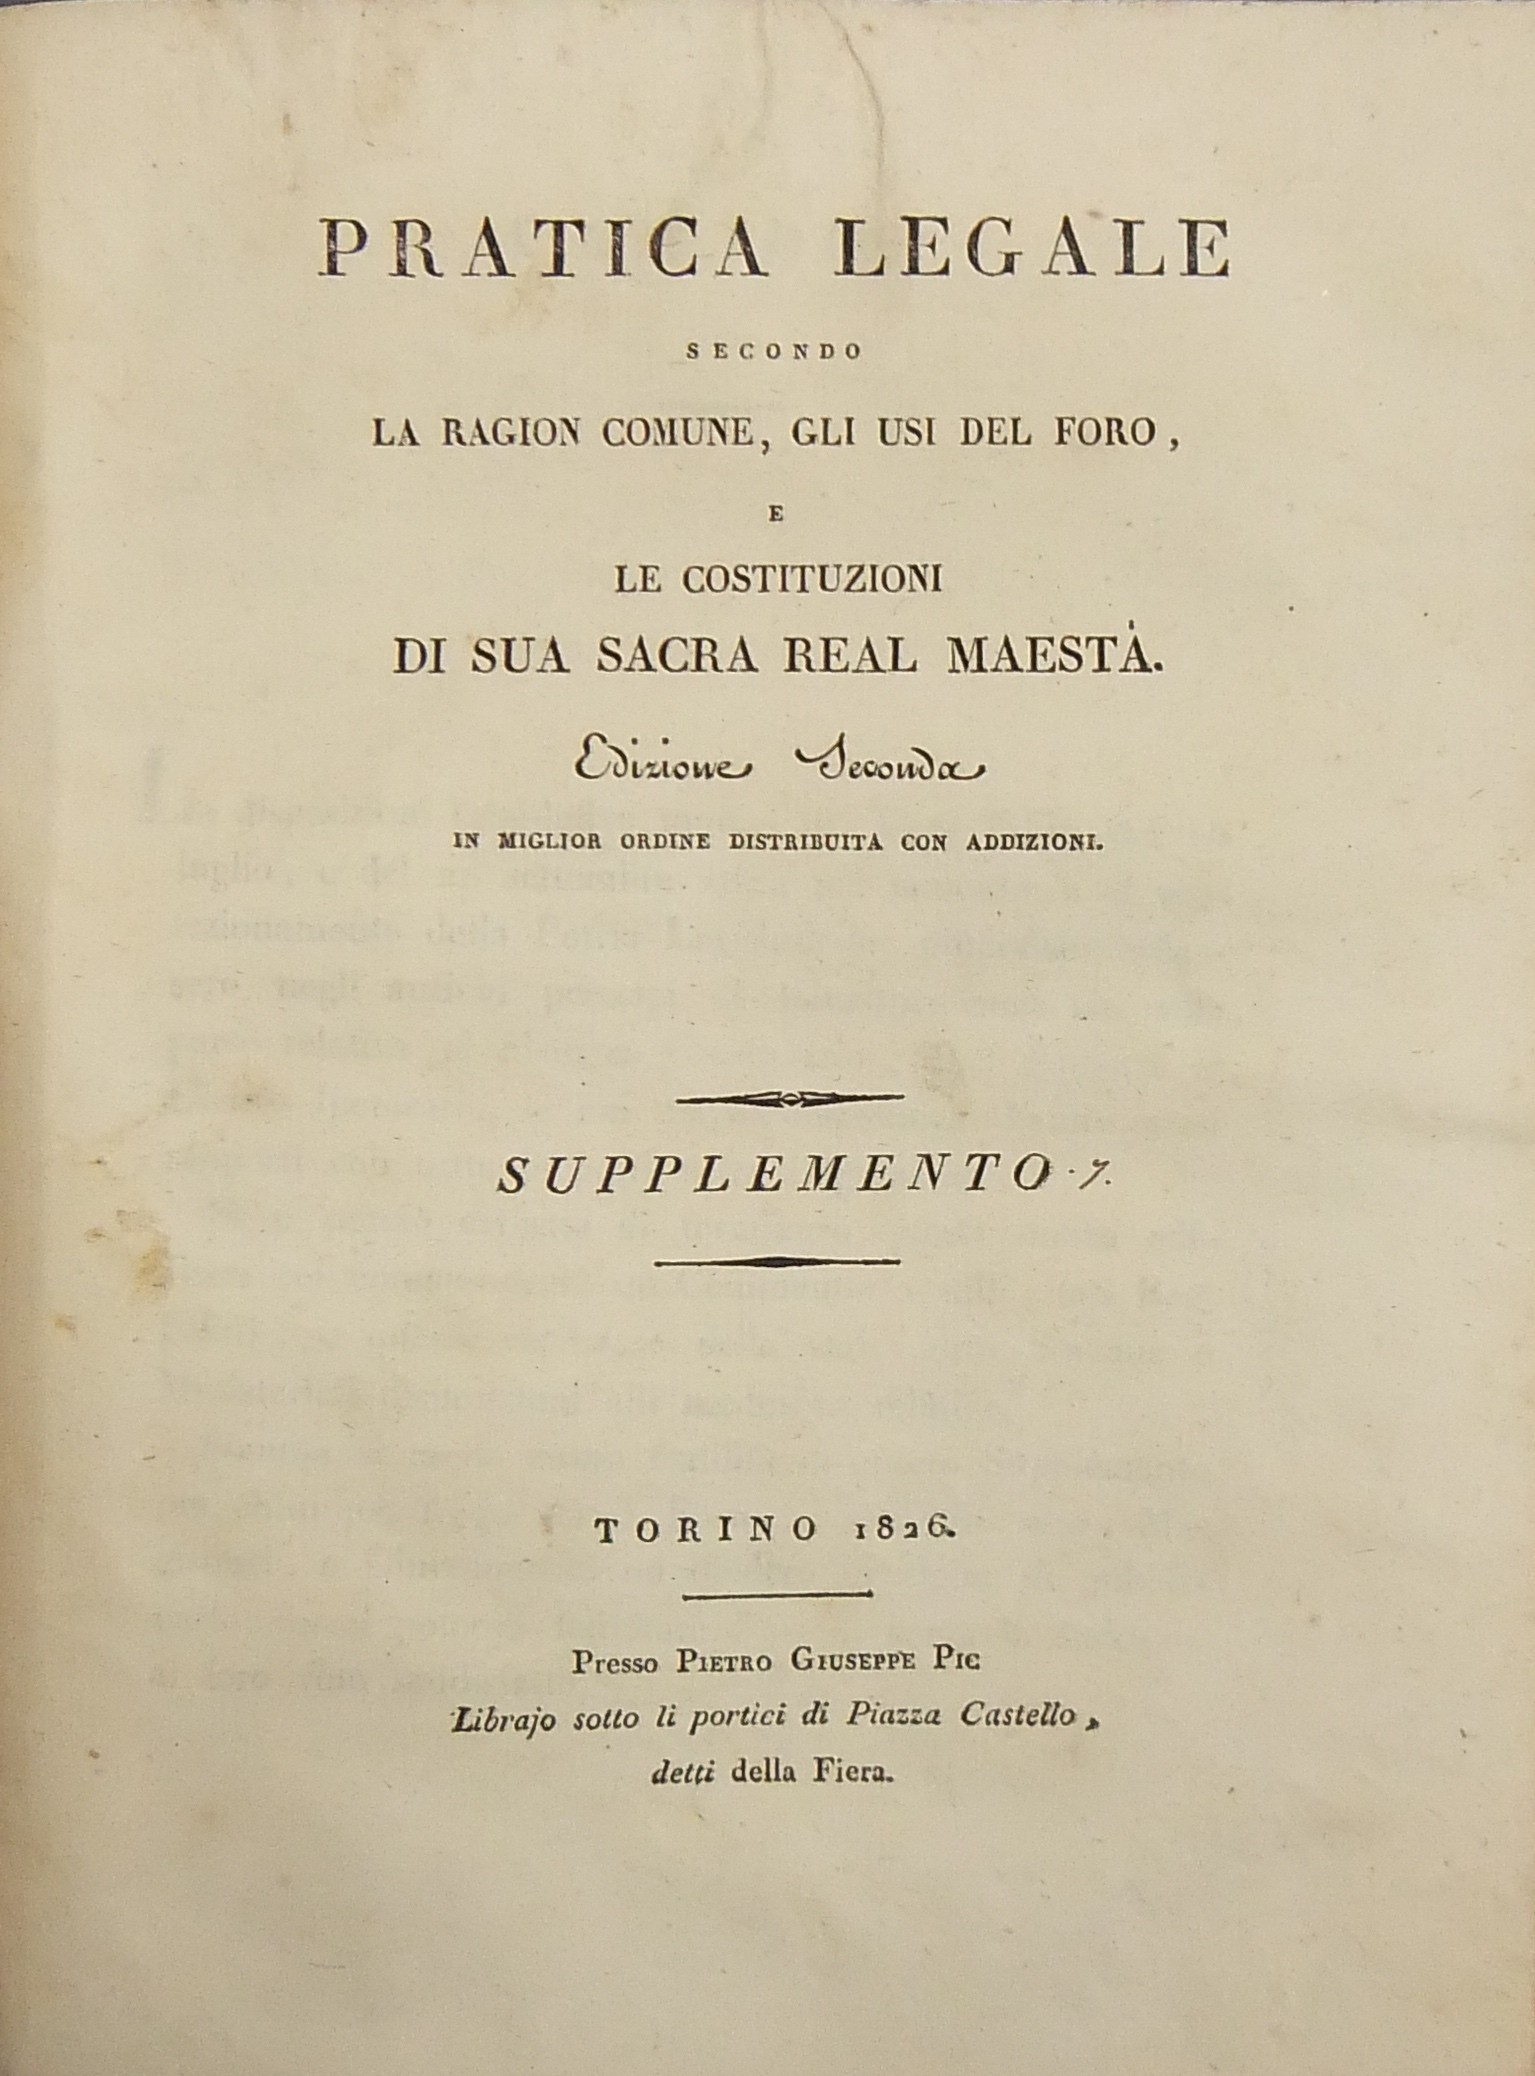 PRATICA LEGALE
SECONDO
LA RAGION COMUNE, GLI USI DEL FORO,
E
LE COSTITUZIONI
DI SUA SACRA REAL MAESTÀ.
Edizione Seconda
IN MIGLIOR ORDINE DISTRIBUITA CON ADDIZIONI.
SUPPLEMENTO. 7.
TORINO 1826.
Presso PIETRO GIUSEPPE PIC
Librajo sotto li portici di Piazza Castello,
detti della Fiera.